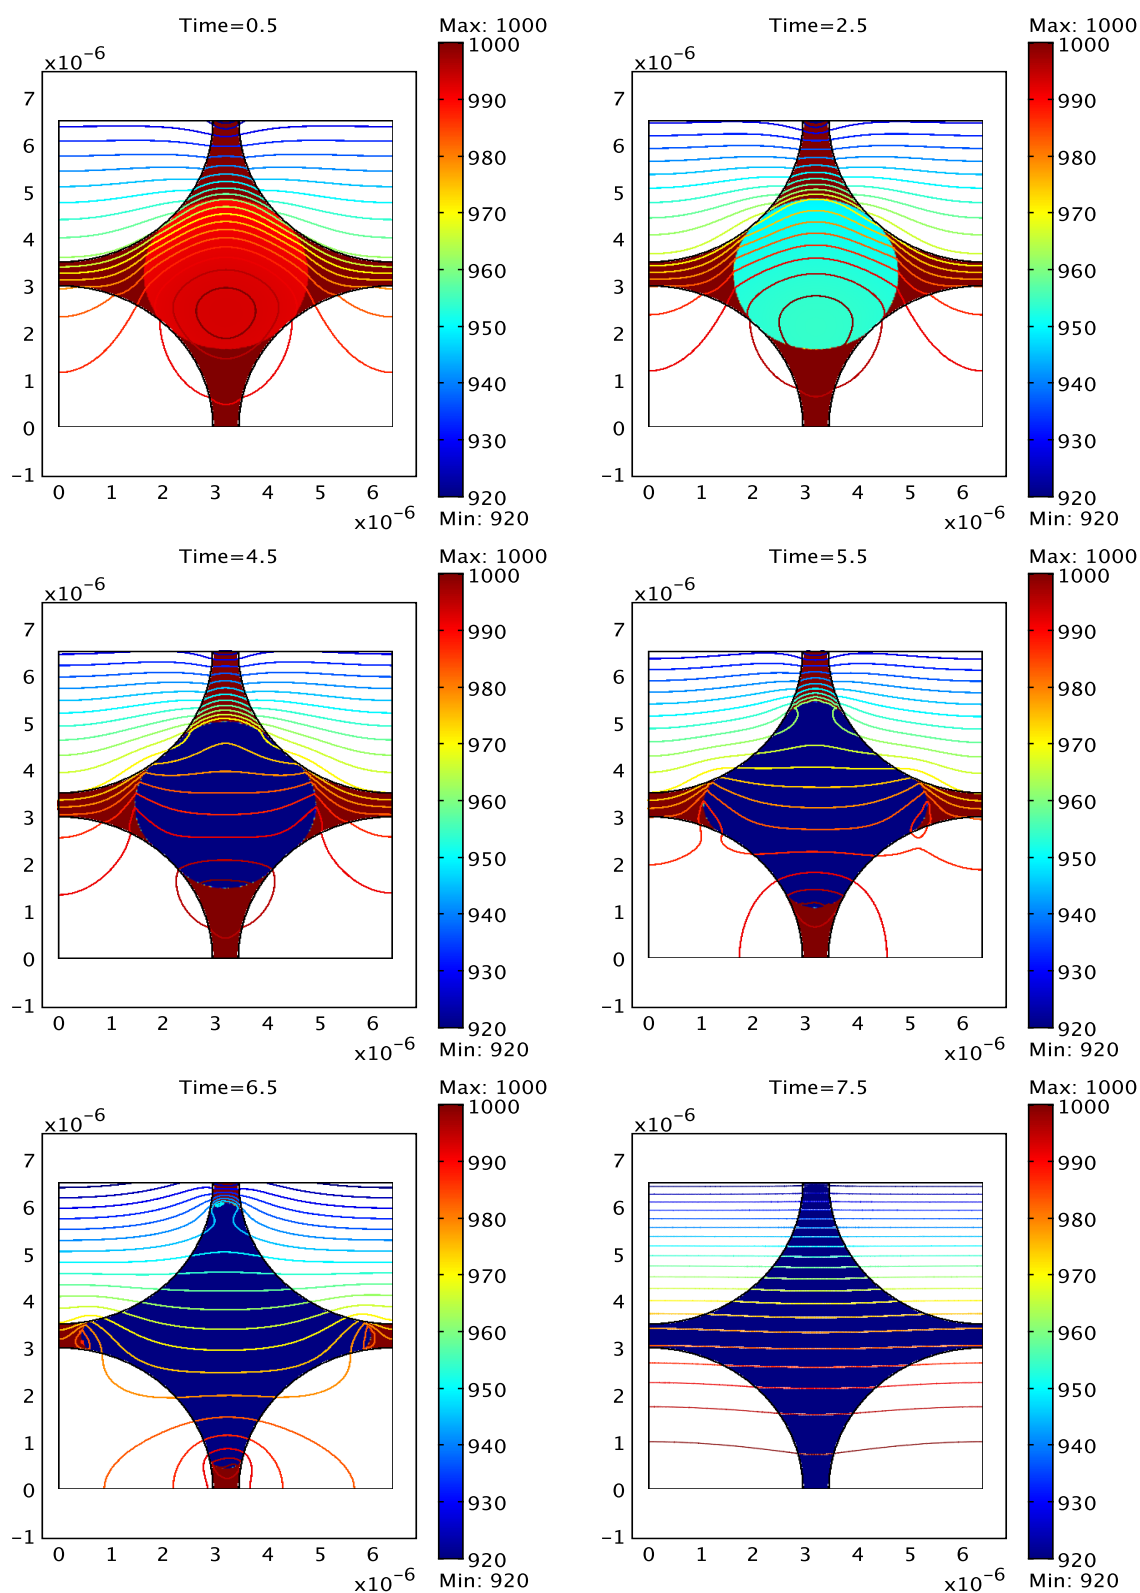 Time=0.5 Max: 1000
x10⁻⁶ 1000
7 990
6 980
5 970
4 960
3 950
2 940
1 930
0 920
−1 Min: 920
0 1 2 3 4 5 6
x10⁻⁶
Time=2.5 Max: 1000
x10⁻⁶ 1000
7 990
6 980
5 970
4 960
3 950
2 940
1 930
0 920
−1 Min: 920
0 1 2 3 4 5 6
x10⁻⁶
Time=4.5 Max: 1000
x10⁻⁶ 1000
7 990
6 980
5 970
4 960
3 950
2 940
1 930
0 920
−1 Min: 920
0 1 2 3 4 5 6
x10⁻⁶
Time=5.5 Max: 1000
x10⁻⁶ 1000
7 990
6 980
5 970
4 960
3 950
2 940
1 930
0 920
−1 Min: 920
0 1 2 3 4 5 6
x10⁻⁶
Time=6.5 Max: 1000
x10⁻⁶ 1000
7 990
6 980
5 970
4 960
3 950
2 940
1 930
0 920
−1 Min: 920
0 1 2 3 4 5 6
x10⁻⁶
Time=7.5 Max: 1000
x10⁻⁶ 1000
7 990
6 980
5 970
4 960
3 950
2 940
1 930
0 920
−1 Min: 920
0 1 2 3 4 5 6
x10⁻⁶